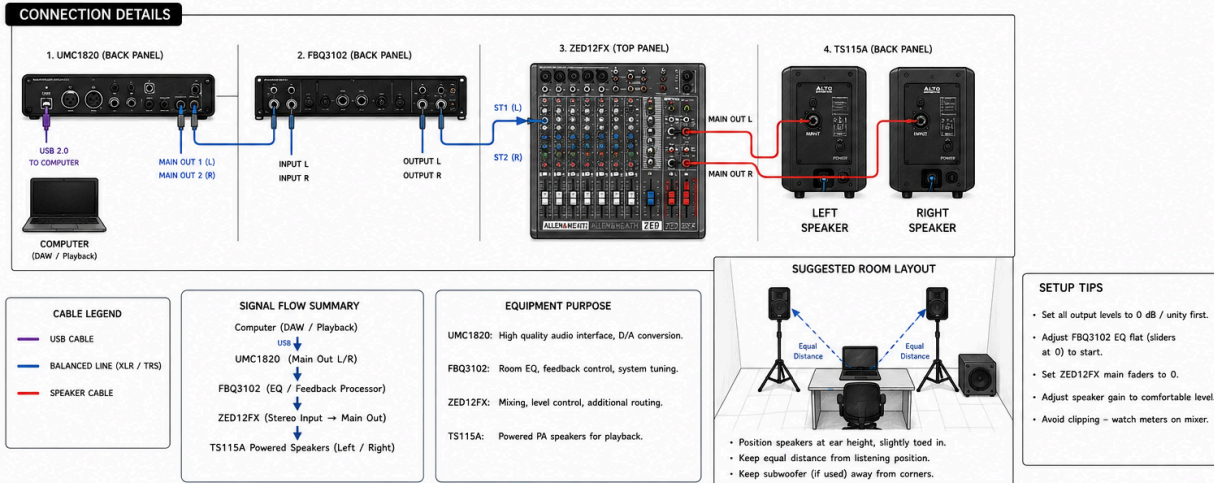 CONNECTION DETAILS
1. UMC1820 (BACK PANEL)
USB 2.0
TO COMPUTER
MAIN OUT 1 (L)
MAIN OUT 2 (R)
COMPUTER
(DAW / Playback)
2. FBQ3102 (BACK PANEL)
INPUT L
INPUT R
OUTPUT L
OUTPUT R
3. ZED12FX (TOP PANEL)
ST1 (L)
ST2 (R)
ALLEN&HEATH
ALLEN&HEATH
MAIN OUT L
MAIN OUT R
4. TS115A (BACK PANEL)
ALTO
POWER
LEFT
SPEAKER
ALTO
POWER
RIGHT
SPEAKER
CABLE LEGEND
USB CABLE
BALANCED LINE (XLR / TRS)
SPEAKER CABLE
SIGNAL FLOW SUMMARY
Computer (DAW / Playback)
USB
UMC1820 (Main Out L/R)
FBQ3102 (EQ / Feedback Processor)
ZED12FX (Stereo Input → Main Out)
TS115A Powered Speakers (Left / Right)
EQUIPMENT PURPOSE
UMC1820: High quality audio interface, D/A conversion.
FBQ3102: Room EQ, feedback control, system tuning.
ZED12FX: Mixing, level control, additional routing.
TS115A: Powered PA speakers for playback.
SUGGESTED ROOM LAYOUT
Equal
Distance
Equal
Distance
• Position speakers at ear height, slightly toed in.
• Keep equal distance from listening position.
• Keep subwoofer (if used) away from corners.
SETUP TIPS
• Set all output levels to 0 dB / unity first.
• Adjust FBQ3102 EQ flat (sliders
at 0) to start.
• Set ZED12FX main faders to 0.
• Adjust speaker gain to comfortable level.
• Avoid clipping – watch meters on mixer.